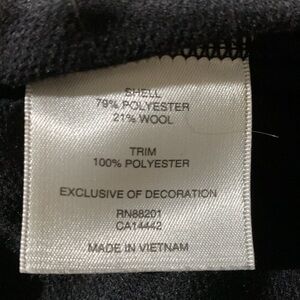 SHELL
79% POLYESTER
21% WOOL
TRIM
100% POLYESTER
EXCLUSIVE OF DECORATION
RN88201
CA14442
MADE IN VIETNAM